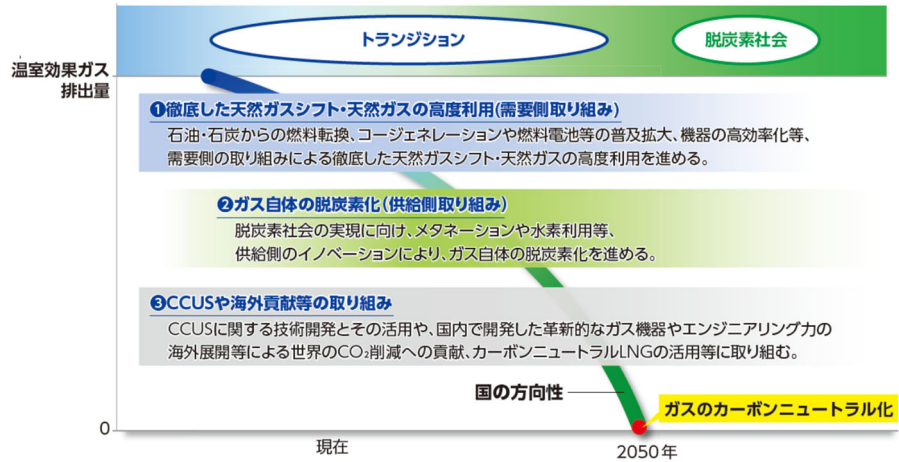 トランジション
脱炭素社会
温室効果ガス
排出量
❶徹底した天然ガスシフト・天然ガスの高度利用(需要側取り組み)
石油・石炭からの燃料転換、コージェネレーションや燃料電池等の普及拡大、機器の高効率化等、
需要側の取り組みによる徹底した天然ガスシフト・天然ガスの高度利用を進める。
❷ガス自体の脱炭素化(供給側取り組み)
脱炭素社会の実現に向け、メタネーションや水素利用等、
供給側のイノベーションにより、ガス自体の脱炭素化を進める。
❸CCUSや海外貢献等の取り組み
CCUSに関する技術開発とその活用や、国内で開発した革新的なガス機器やエンジニアリング力の
海外展開等による世界のCO₂削減への貢献、カーボンニュートラルLNGの活用等に取り組む。
国の方向性
ガスのカーボンニュートラル化
0
現在
2050年